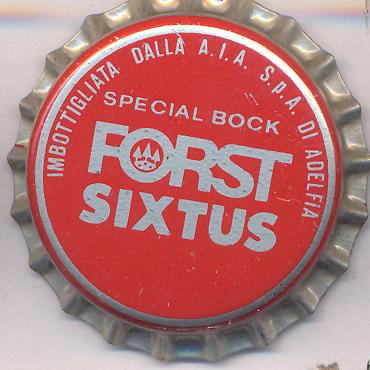 IMBOTTIGLIATA DALLA A.I.A. S.p.A. DI ADELFIA
SPECIAL BOCK
FORST
SIXTUS